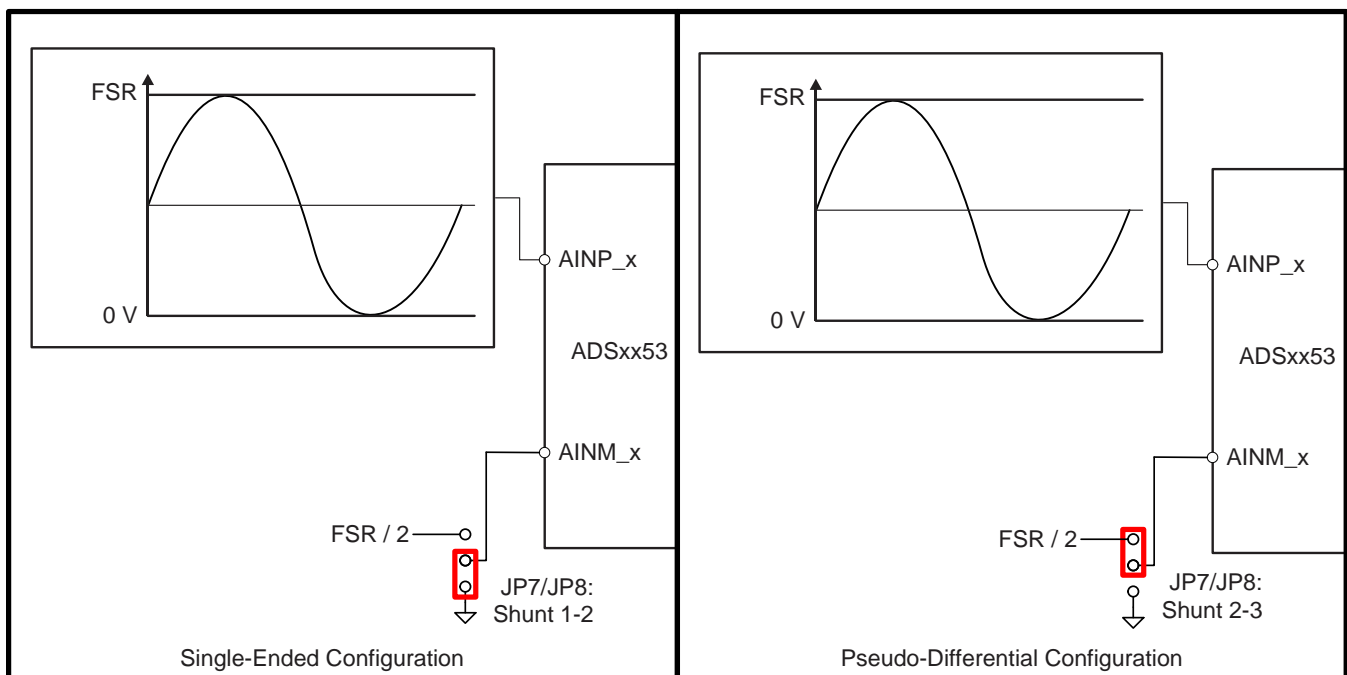 FSR
0 V
AINP_x
ADSxx53
AINM_x
FSR / 2
JP7/JP8:
Shunt 1-2
Single-Ended Configuration
FSR
0 V
AINP_x
ADSxx53
AINM_x
FSR / 2
JP7/JP8:
Shunt 2-3
Pseudo-Differential Configuration